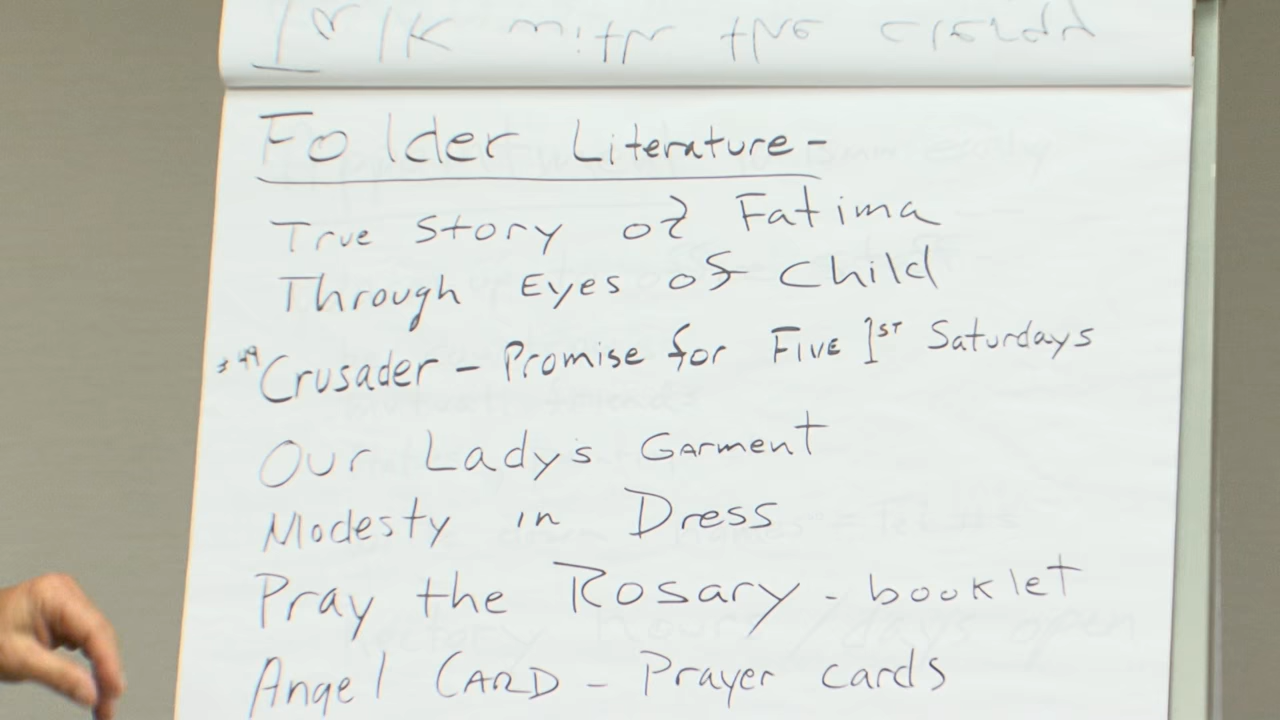 Folder Literature -
True Story of Fatima
Through Eyes of Child
# 49 Crusader - Promise for Five 1ST Saturdays
Our Lady's Garment
Modesty in Dress
Pray the Rosary - booklet
Angel CARD - Prayer cards